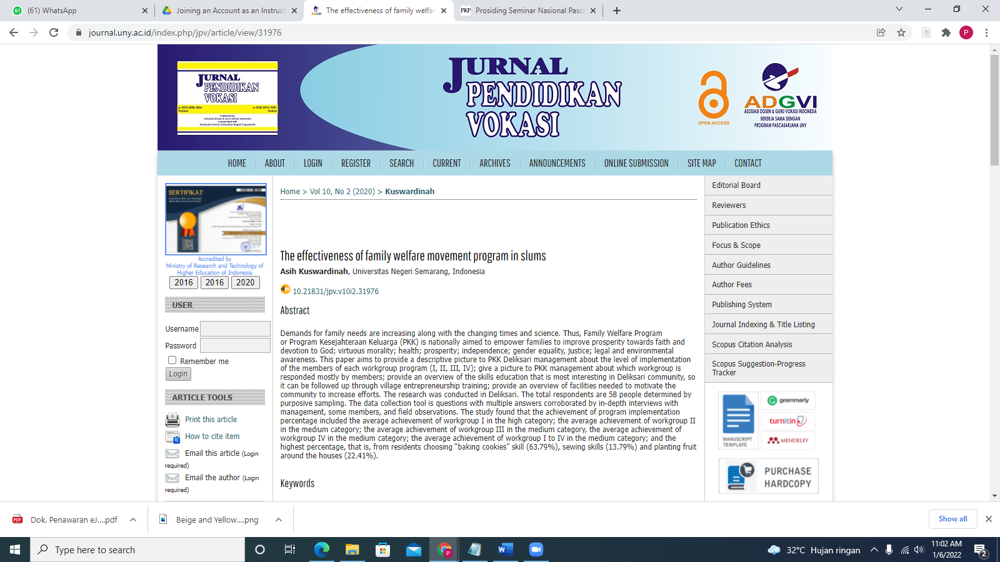 (61) WhatsApp
Joining an Account as an Instruct
The effectiveness of family welfar
PKP Prosiding Seminar Nasional Pasca
journal.uny.ac.id/index.php/jpv/article/view/31976
P
JURNAL
PENDIDIKAN
VOKASI
p-ISSN 2088-2866
Printed
e-ISSN 2476-9401
Online
Published by
Asosiasi Dosen & Guru Vokasi Indonesia
cooperated with
Graduate School, Universitas Negeri Yogyakarta
JURNAL
PENDIDIKAN
VOKASI
OPEN ACCESS
ADGVI
ASOSIASI DOSEN & GURU VOKASI INDONESIA
BEKERJA SAMA DENGAN
PROGRAM PASCASARJANA UNY
HOME ABOUT LOGIN REGISTER SEARCH CURRENT ARCHIVES ANNOUNCEMENTS ONLINE SUBMISSION SITE MAP CONTACT
SERTIFIKAT
Accredited by
Ministry of Research and Technology of
Higher Education of Indonesia
2016 2016 2020
USER
Username
Password
Remember me
Login
ARTICLE TOOLS
Print this article
How to cite item
Email this article (Login
required)
Email the author (Login
required)
Home > Vol 10, No 2 (2020) > Kuswardinah
The effectiveness of family welfare movement program in slums
Asih Kuswardinah, Universitas Negeri Semarang, Indonesia
10.21831/jpv.v10i2.31976
Abstract
Demands for family needs are increasing along with the changing times and science. Thus, Family Welfare Program
or Program Kesejahteraan Keluarga (PKK) is nationally aimed to empower families to improve prosperity towards faith and
devotion to God; virtuous morality; health; prosperity; independence; gender equality, justice; legal and environmental
awareness. This paper aims to provide a descriptive picture to PKK Deliksari management about the level of implementation
of the members of each workgroup program (I, II, III, IV); give a picture to PKK management about which workgroup is
responded mostly by members; provide an overview of the skills education that is most interesting in Deliksari community, so
it can be followed up through village entrepreneurship training; provide an overview of facilities needed to motivate the
community to increase efforts. The research was conducted in Deliksari. The total respondents are 58 people determined by
purposive sampling. The data collection tool is questions with multiple answers corroborated by in-depth interviews with
management, some members, and field observations. The study found that the achievement of program implementation
percentage included the average achievement of workgroup I in the high category; the average achievement of workgroup II
in the medium category; the average achievement of workgroup III in the medium category, the average achievement of
workgroup IV in the medium category; the average achievement of workgroup I to IV in the medium category; and the
highest percentage, that is, from residents choosing “baking cookies” skill (63.79%), sewing skills (13.79%) and planting fruit
around the houses (22.41%).
Keywords
Editorial Board
Reviewers
Publication Ethics
Focus & Scope
Author Guidelines
Author Fees
Publishing System
Journal Indexing & Title Listing
Scopus Citation Analysis
Scopus Suggestion-Progress
Tracker
MANUSCRIPT
TEMPLATE
grammarly
turnitin
MENDELEY
PURCHASE
HARDCOPY
Dok. Penawaran eJ....pdf
Beige and Yellow....png
Show all
Type here to search
32°C Hujan ringan
11:02 AM
1/6/2022
2